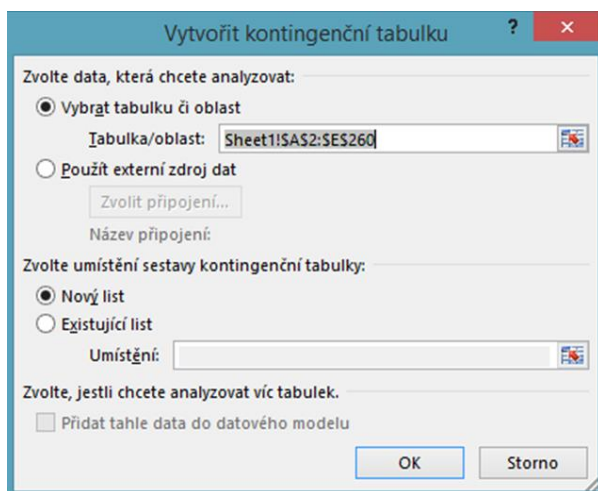 Vytvořit kontingenční tabulku
?
×
Zvolte data, která chcete analyzovat:
Vybrat tabulku či oblast
Tabulka/oblast: Sheet1!$A$2:$E$260
Použít externí zdroj dat
Zvolit připojení...
Název připojení:
Zvolte umístění sestavy kontingenční tabulky:
Nový list
Existující list
Umístění:
Zvolte, jestli chcete analyzovat víc tabulek.
Přidat tahle data do datového modelu
OK Storno